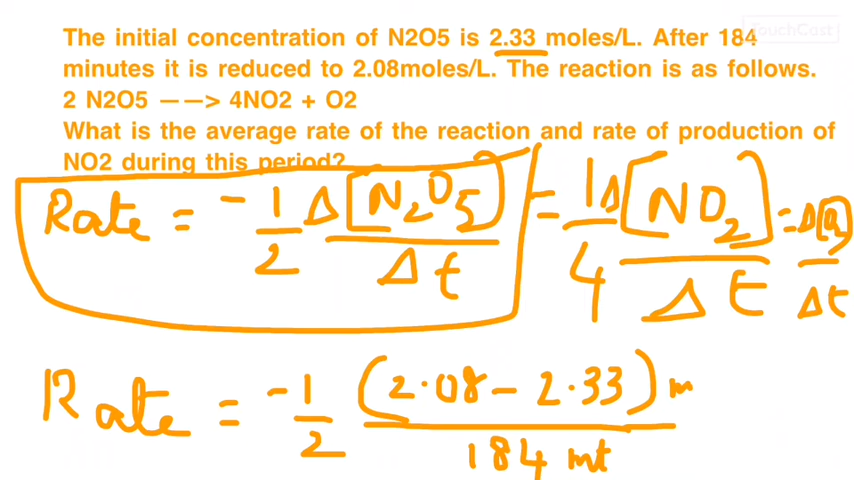 TouchCast
The initial concentration of N2O5 is 2.33 moles/L. After 184
minutes it is reduced to 2.08moles/L. The reaction is as follows.
2 N2O5 ——> 4NO2 + O2
What is the average rate of the reaction and rate of production of
NO2 during this period?
Rate = -1/2 Δ[N2O5]/Δt = 1/4 Δ[NO2]/Δt = Δ[O2]/Δt
Rate = -1/2 (2.08 - 2.33) m/184 mt